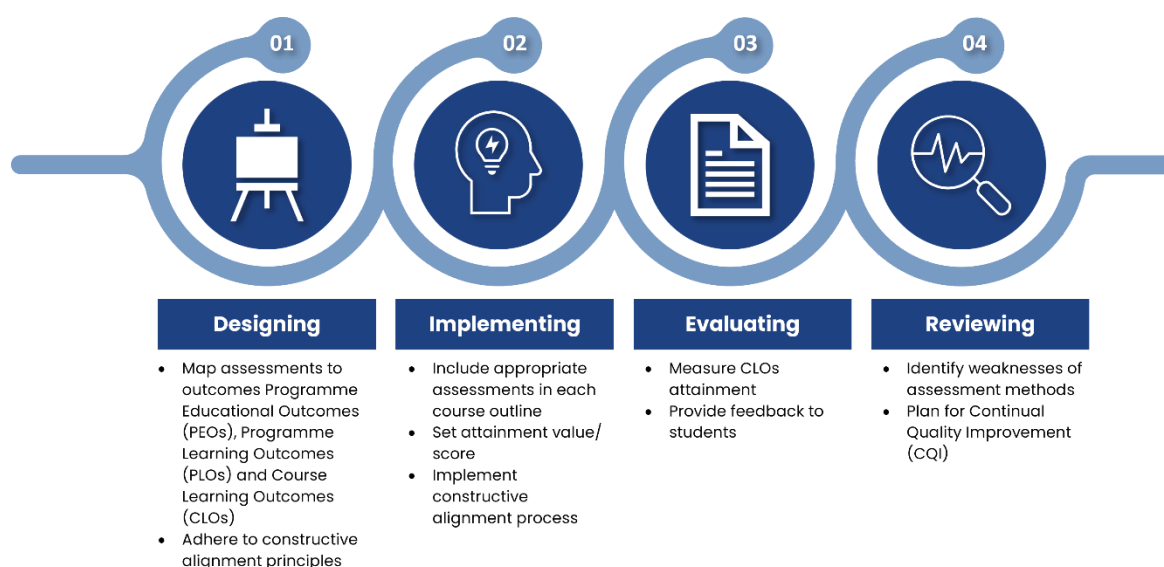 01
02
03
04
Designing
• Map assessments to
outcomes Programme
Educational Outcomes
(PEOs), Programme
Learning Outcomes
(PLOs) and Course
Learning Outcomes
(CLOs)
• Adhere to constructive
alignment principles
Implementing
• Include appropriate
assessments in each
course outline
• Set attainment value/
score
• Implement
constructive
alignment process
Evaluating
• Measure CLOs
attainment
• Provide feedback to
students
Reviewing
• Identify weaknesses of
assessment methods
• Plan for Continual
Quality Improvement
(CQI)